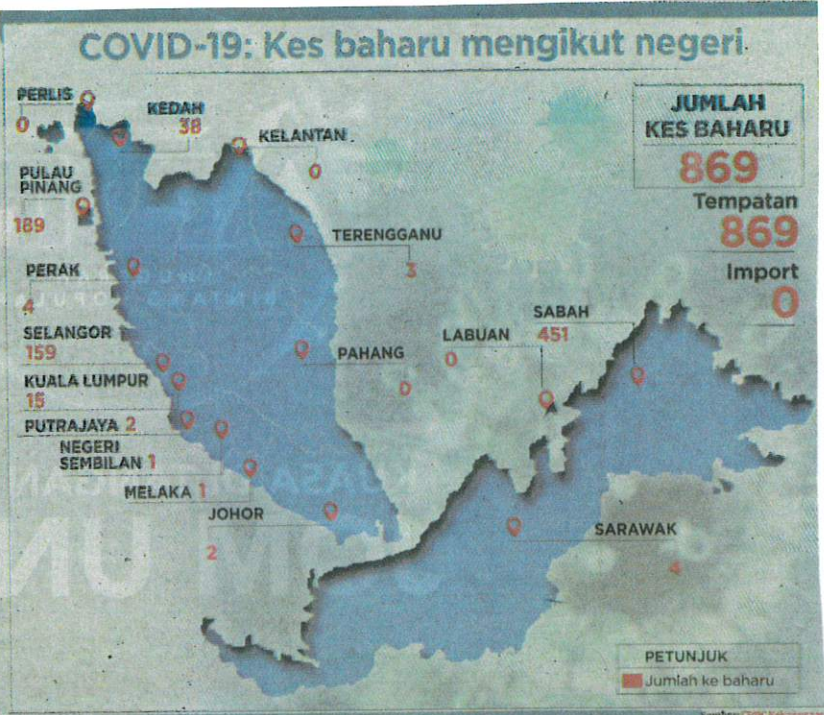 COVID-19: Kes baharu mengikut negeri
PERLIS
0
KEDAH
38
KELANTAN
0
JUMLAH
KES BAHARU
869
Tempatan
869
Import
0
PULAU
PINANG
189
TERENGGANU
3
PERAK
4
SELANGOR
159
KUALA LUMPUR
15
PUTRAJAYA 2
NEGERI
SEMBILAN 1
MELAKA 1
JOHOR
2
PAHANG
0
LABUAN
0
SABAH
451
SARAWAK
4
PETUNJUK
Jumlah ke baharu